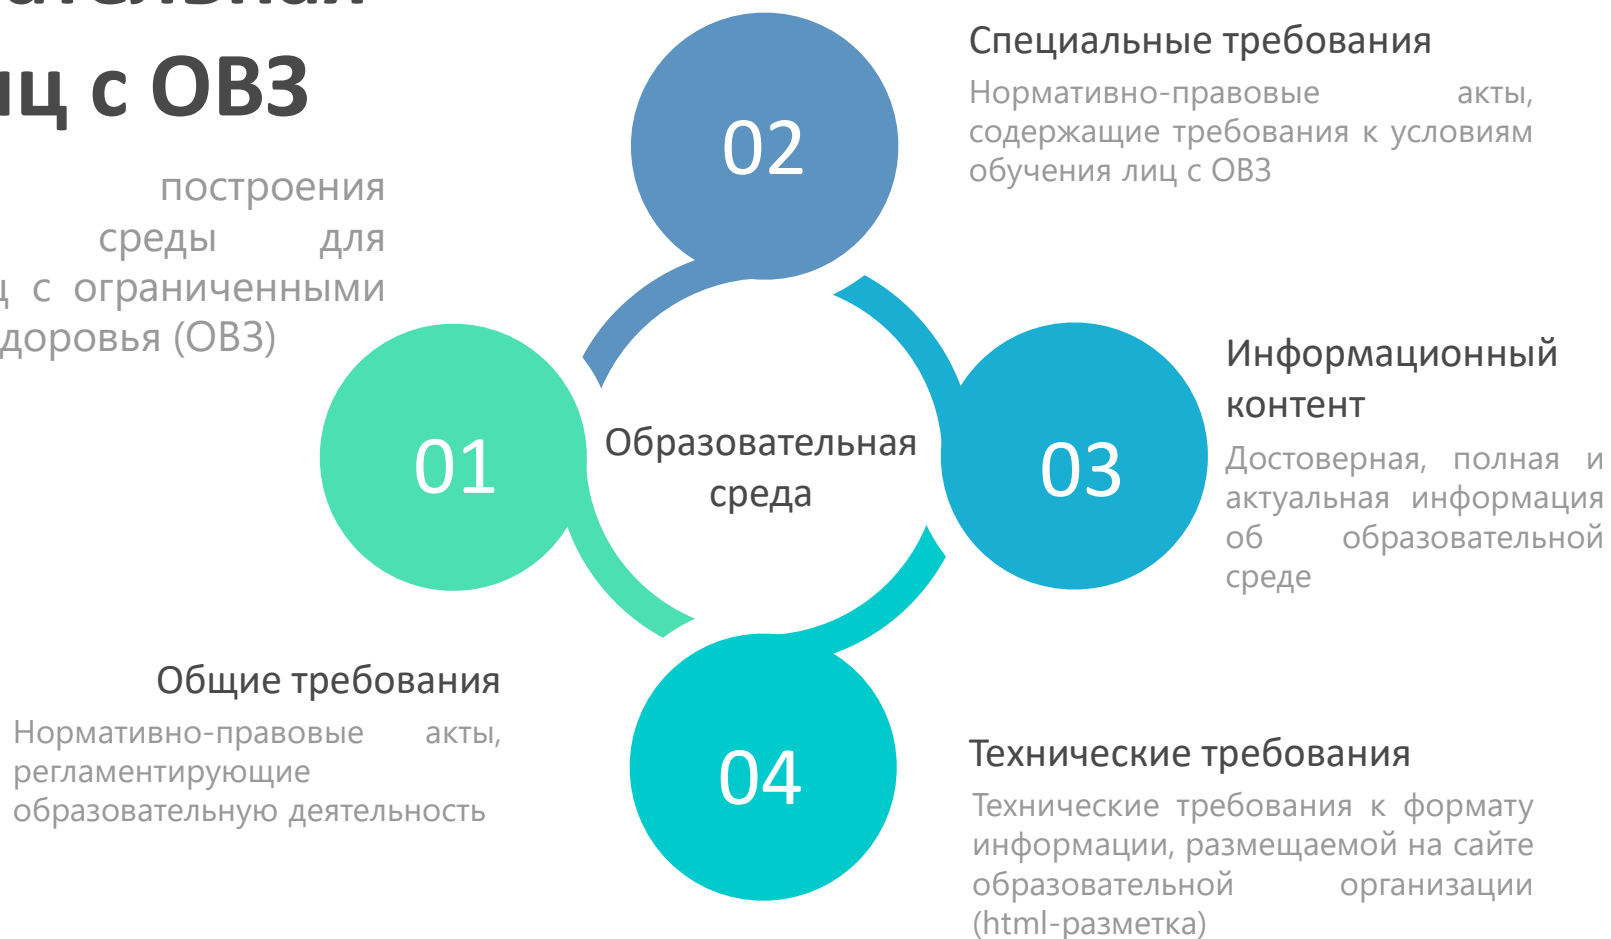 лиц с ОВЗ
построения
среды для
с ограниченными
здоровья (ОВЗ)
02
Специальные требования
Нормативно-правовые акты,
содержащие требования к условиям
обучения лиц с ОВЗ
01
Образовательная
среда
03
Информационный
контент
Достоверная, полная и
актуальная информация
об образовательной
среде
Общие требования
Нормативно-правовые акты,
регламентирующие
образовательную деятельность
04
Технические требования
Технические требования к формату
информации, размещаемой на сайте
образовательной организации
(html-разметка)